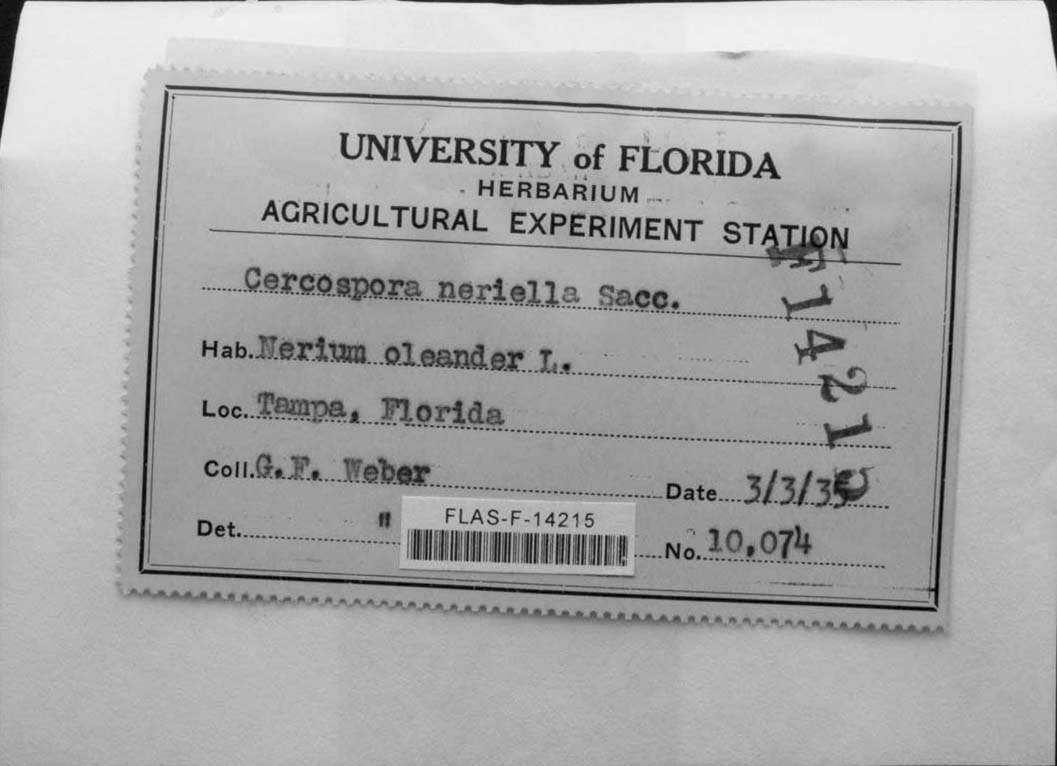 UNIVERSITY of FLORIDA
HERBARIUM
AGRICULTURAL EXPERIMENT STATION
Cercospora neriella Sacc.
Hab. Nerium oleander L.
Loc. Tampa, Florida
Coll. G. F. Weber
Date 3/3/35
Det. "
No. 10,074
FLAS-F-14215
F14215